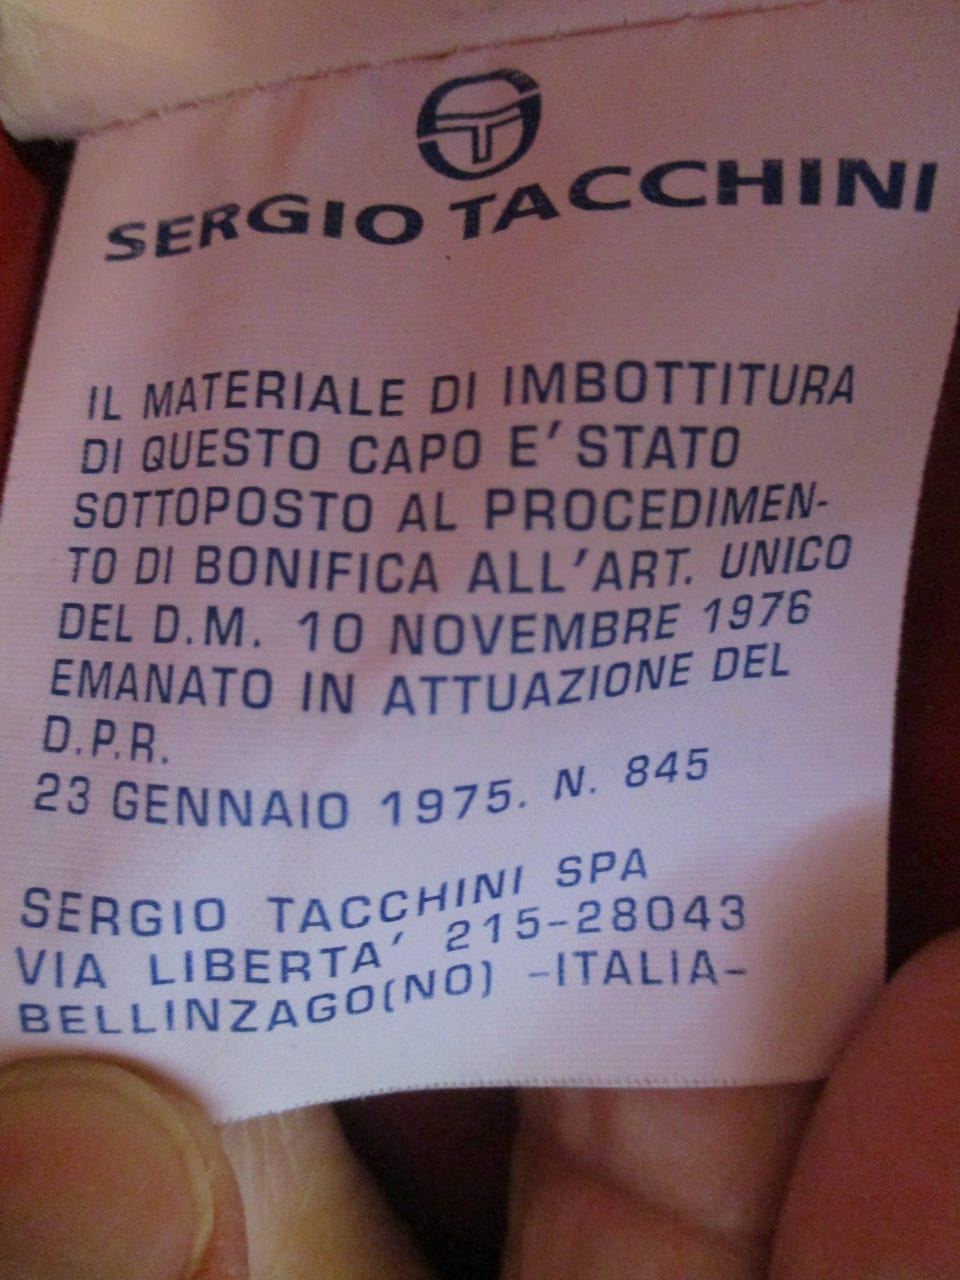 SERGIO TACCHINI
IL MATERIALE DI IMBOTTITURA
DI QUESTO CAPO E' STATO
SOTTOPOSTO AL PROCEDIMEN-
TO DI BONIFICA ALL'ART. UNICO
DEL D.M. 10 NOVEMBRE 1976
EMANATO IN ATTUAZIONE DEL
D.P.R.
23 GENNAIO 1975. N. 845
SERGIO TACCHINI SPA
VIA LIBERTA' 215-28043
BELLINZAGO(NO) -ITALIA-